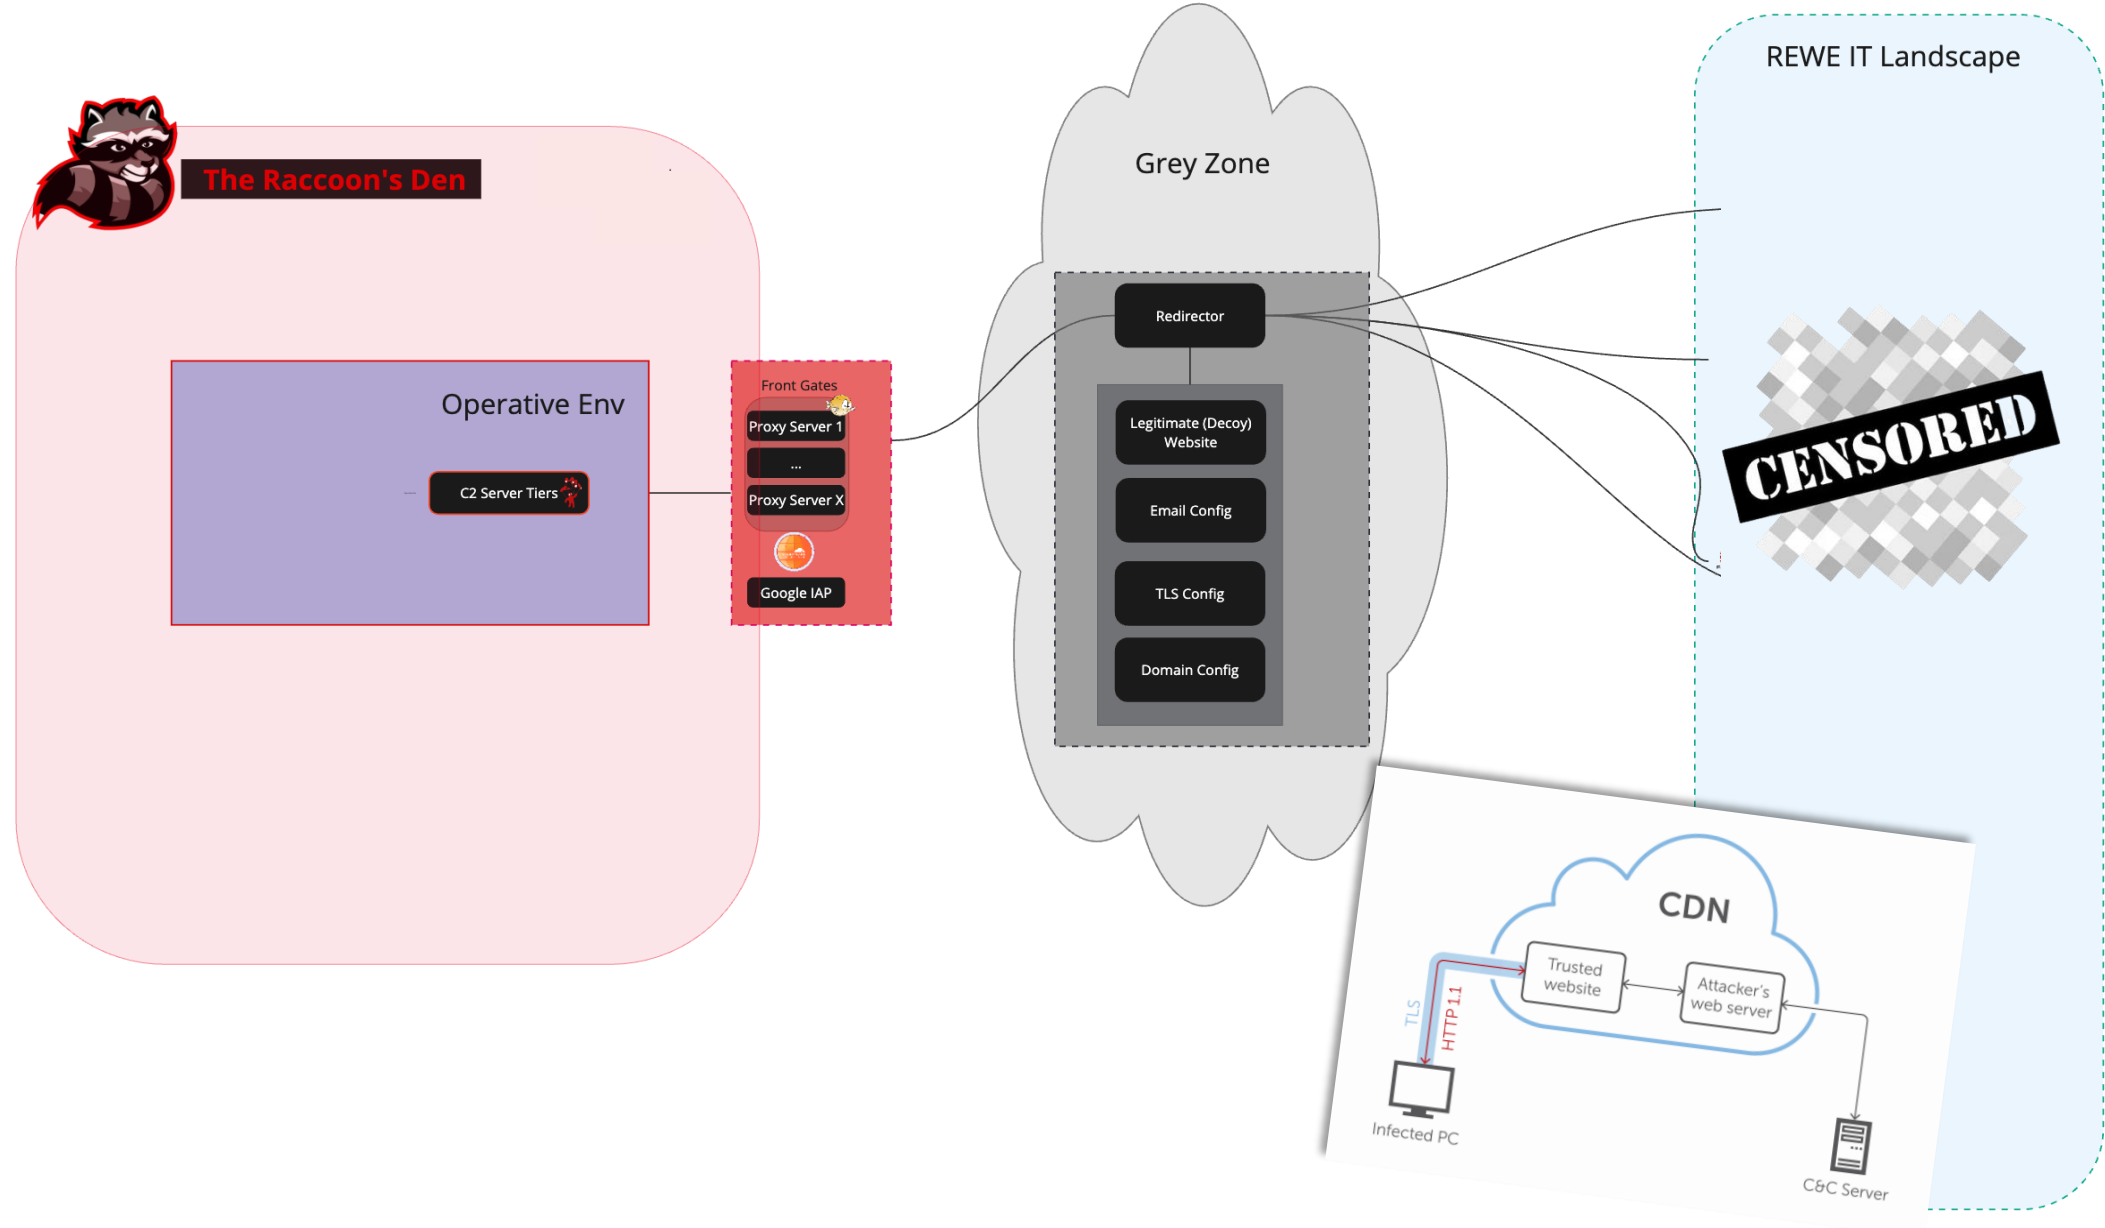 REWE IT Landscape
The Raccoon's Den
Grey Zone
Redirector
Operative Env
Front Gates
Proxy Server 1
...
Proxy Server X
Google IAP
C2 Server Tiers
Legitimate (Decoy)
Website
Email Config
TLS Config
Domain Config
CENSORED
CDN
Trusted
website
Attacker's
web server
TLS
HTTP 1.1
Infected PC
C&C Server